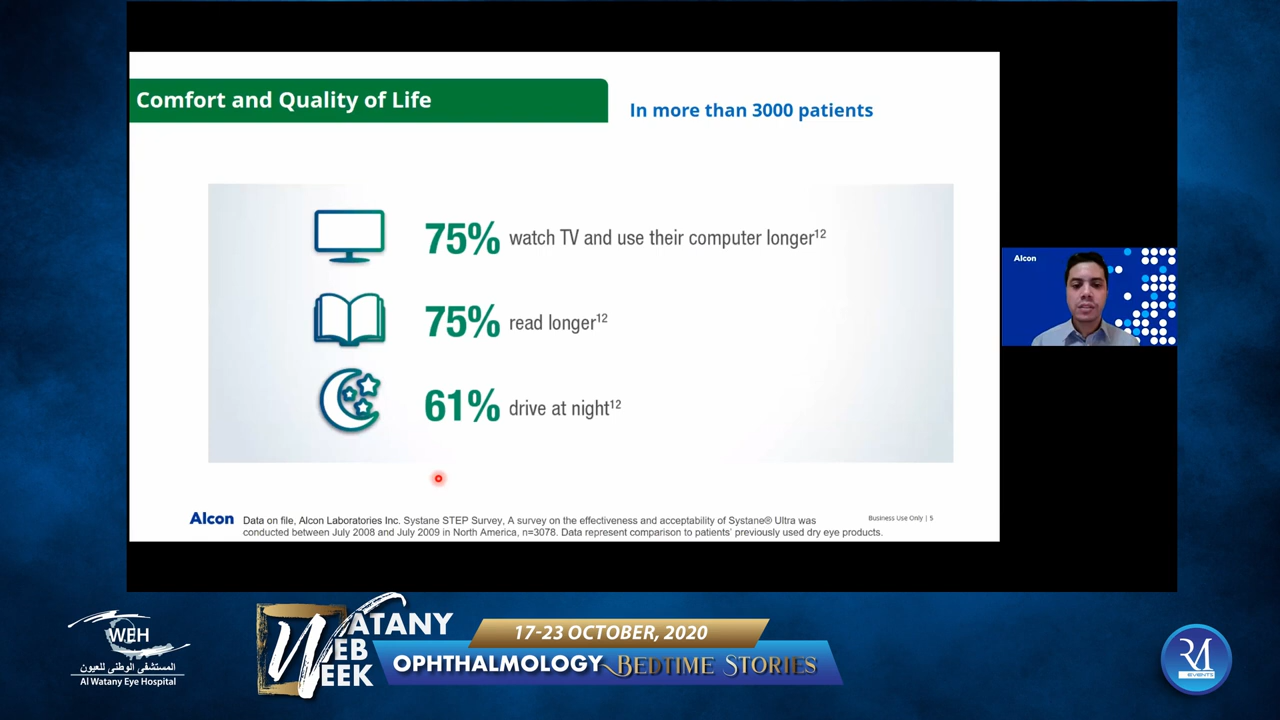 Comfort and Quality of Life
In more than 3000 patients
75% watch TV and use their computer longer12
75% read longer12
61% drive at night12
Alcon
Data on file, Alcon Laboratories Inc. Systane STEP Survey, A survey on the effectiveness and acceptability of Systane® Ultra was
conducted between July 2008 and July 2009 in North America, n=3078. Data represent comparison to patients' previously used dry eye products.
Business Use Only | 5
Alcon
WEH
المستشفى الوطنى للعيون
Al Watany Eye Hospital
WATANY
WEB
WEEK
17-23 OCTOBER, 2020
OPHTHALMOLOGY BEDTIME STORIES
RM
EVENTS